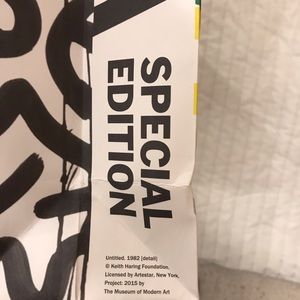 SPECIAL
EDITION
Untitled. 1982 (detail)
© Keith Haring Foundation,
Licensed by Artestar, New York,
Project: 2015 by
The Museum of Modern Art